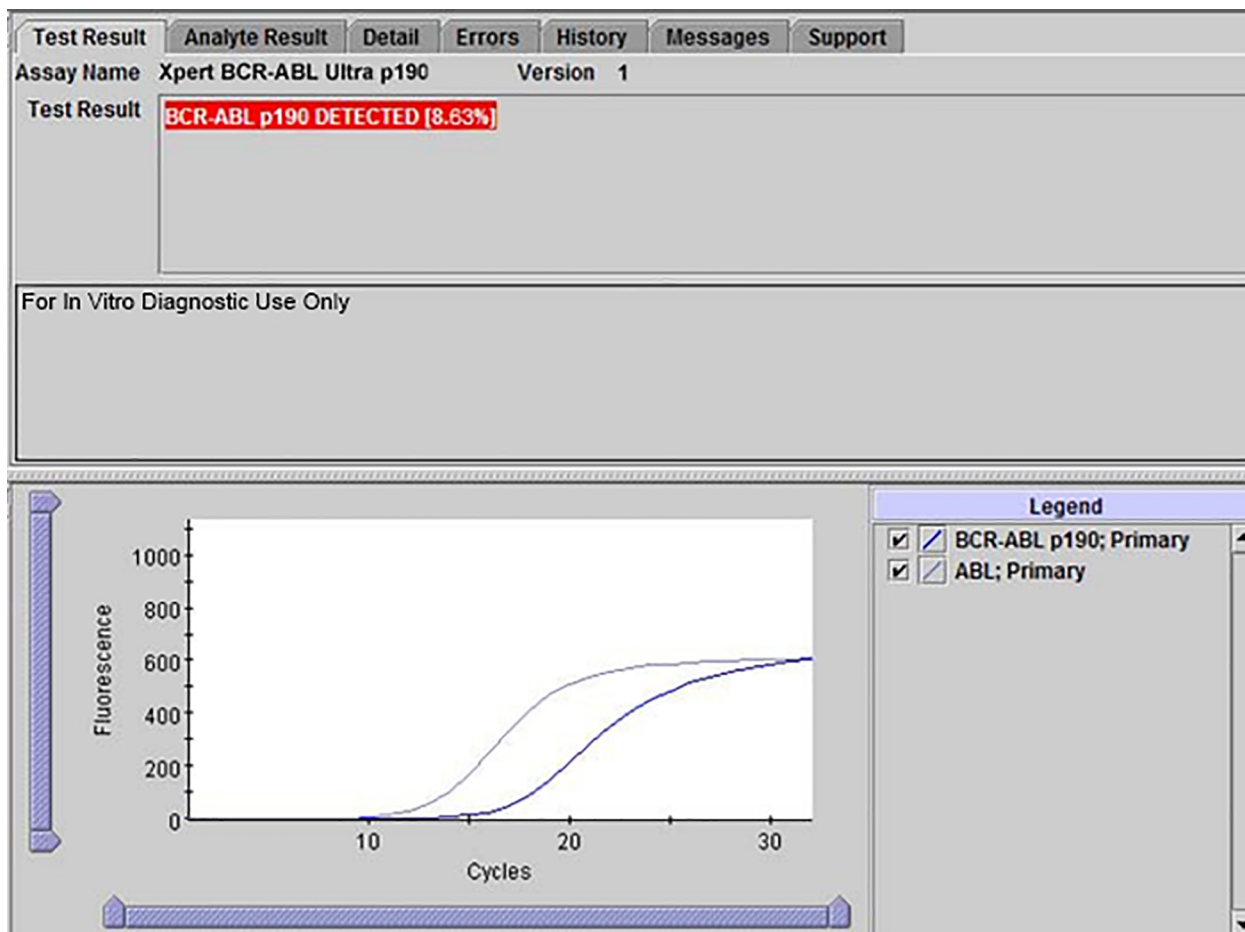 Test Result Analyte Result Detail Errors History Messages Support
Assay Name Xpert BCR-ABL Ultra p190 Version 1
Test Result BCR-ABL p190 DETECTED [8.63%]
For In Vitro Diagnostic Use Only
Legend
BCR-ABL p190; Primary
ABL; Primary
1000
800
600
400
200
0
Fluorescence
10 20 30
Cycles